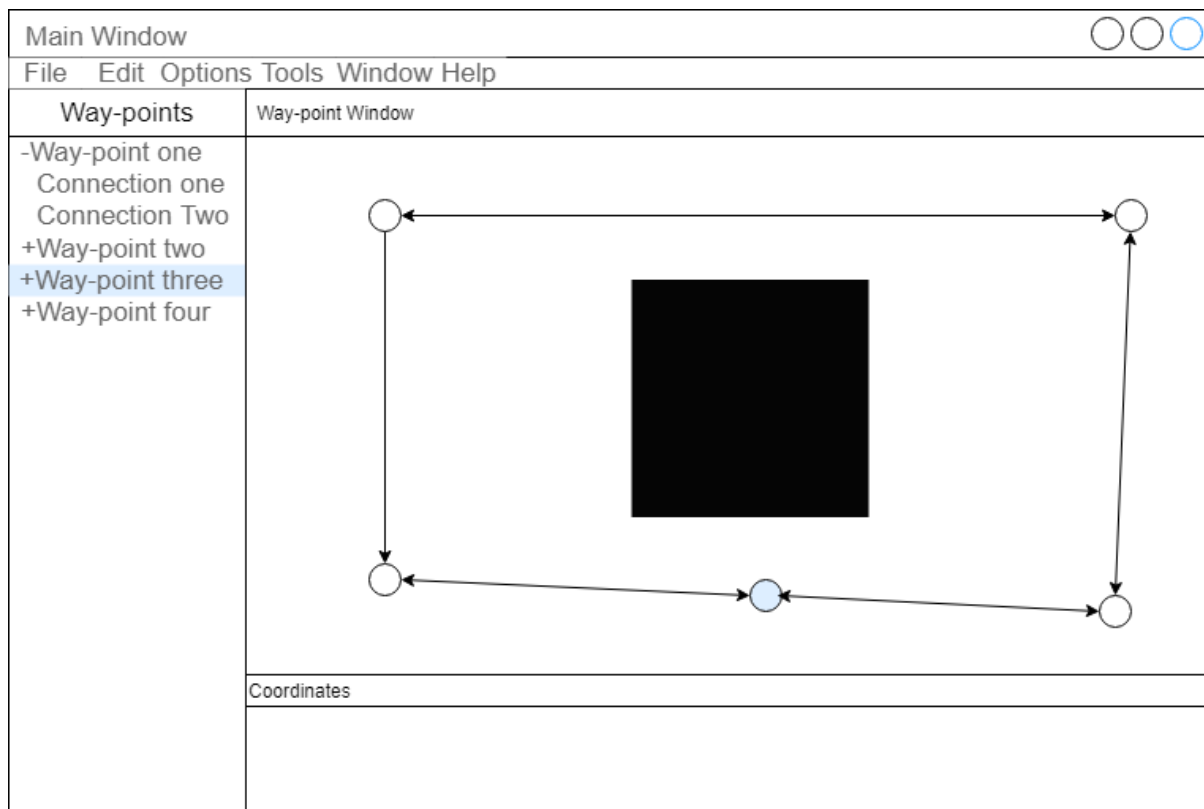 Main Window
File Edit Options Tools Window Help
Way-points
Way-point Window
-Way-point one
Connection one
Connection Two
+Way-point two
+Way-point three
+Way-point four
Coordinates